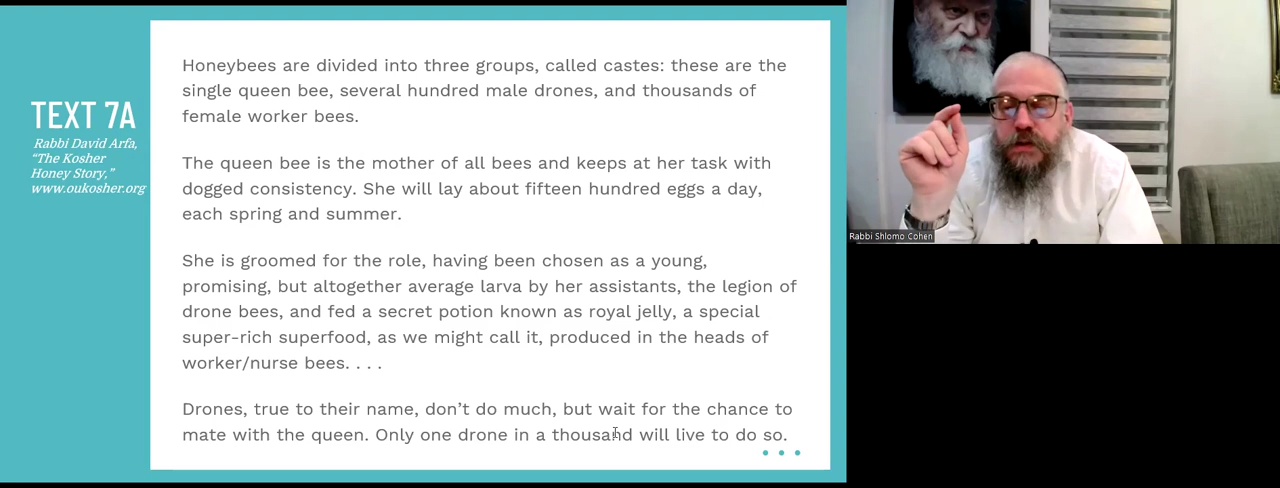 TEXT 7A
Rabbi David Arfa,
“The Kosher
Honey Story,”
www.oukosher.org
Honeybees are divided into three groups, called castes: these are the
single queen bee, several hundred male drones, and thousands of
female worker bees.
The queen bee is the mother of all bees and keeps at her task with
dogged consistency. She will lay about fifteen hundred eggs a day,
each spring and summer.
She is groomed for the role, having been chosen as a young,
promising, but altogether average larva by her assistants, the legion of
drone bees, and fed a secret potion known as royal jelly, a special
super-rich superfood, as we might call it, produced in the heads of
worker/nurse bees. . . .
Drones, true to their name, don’t do much, but wait for the chance to
mate with the queen. Only one drone in a thousand will live to do so.
Rabbi Shlomo Cohen